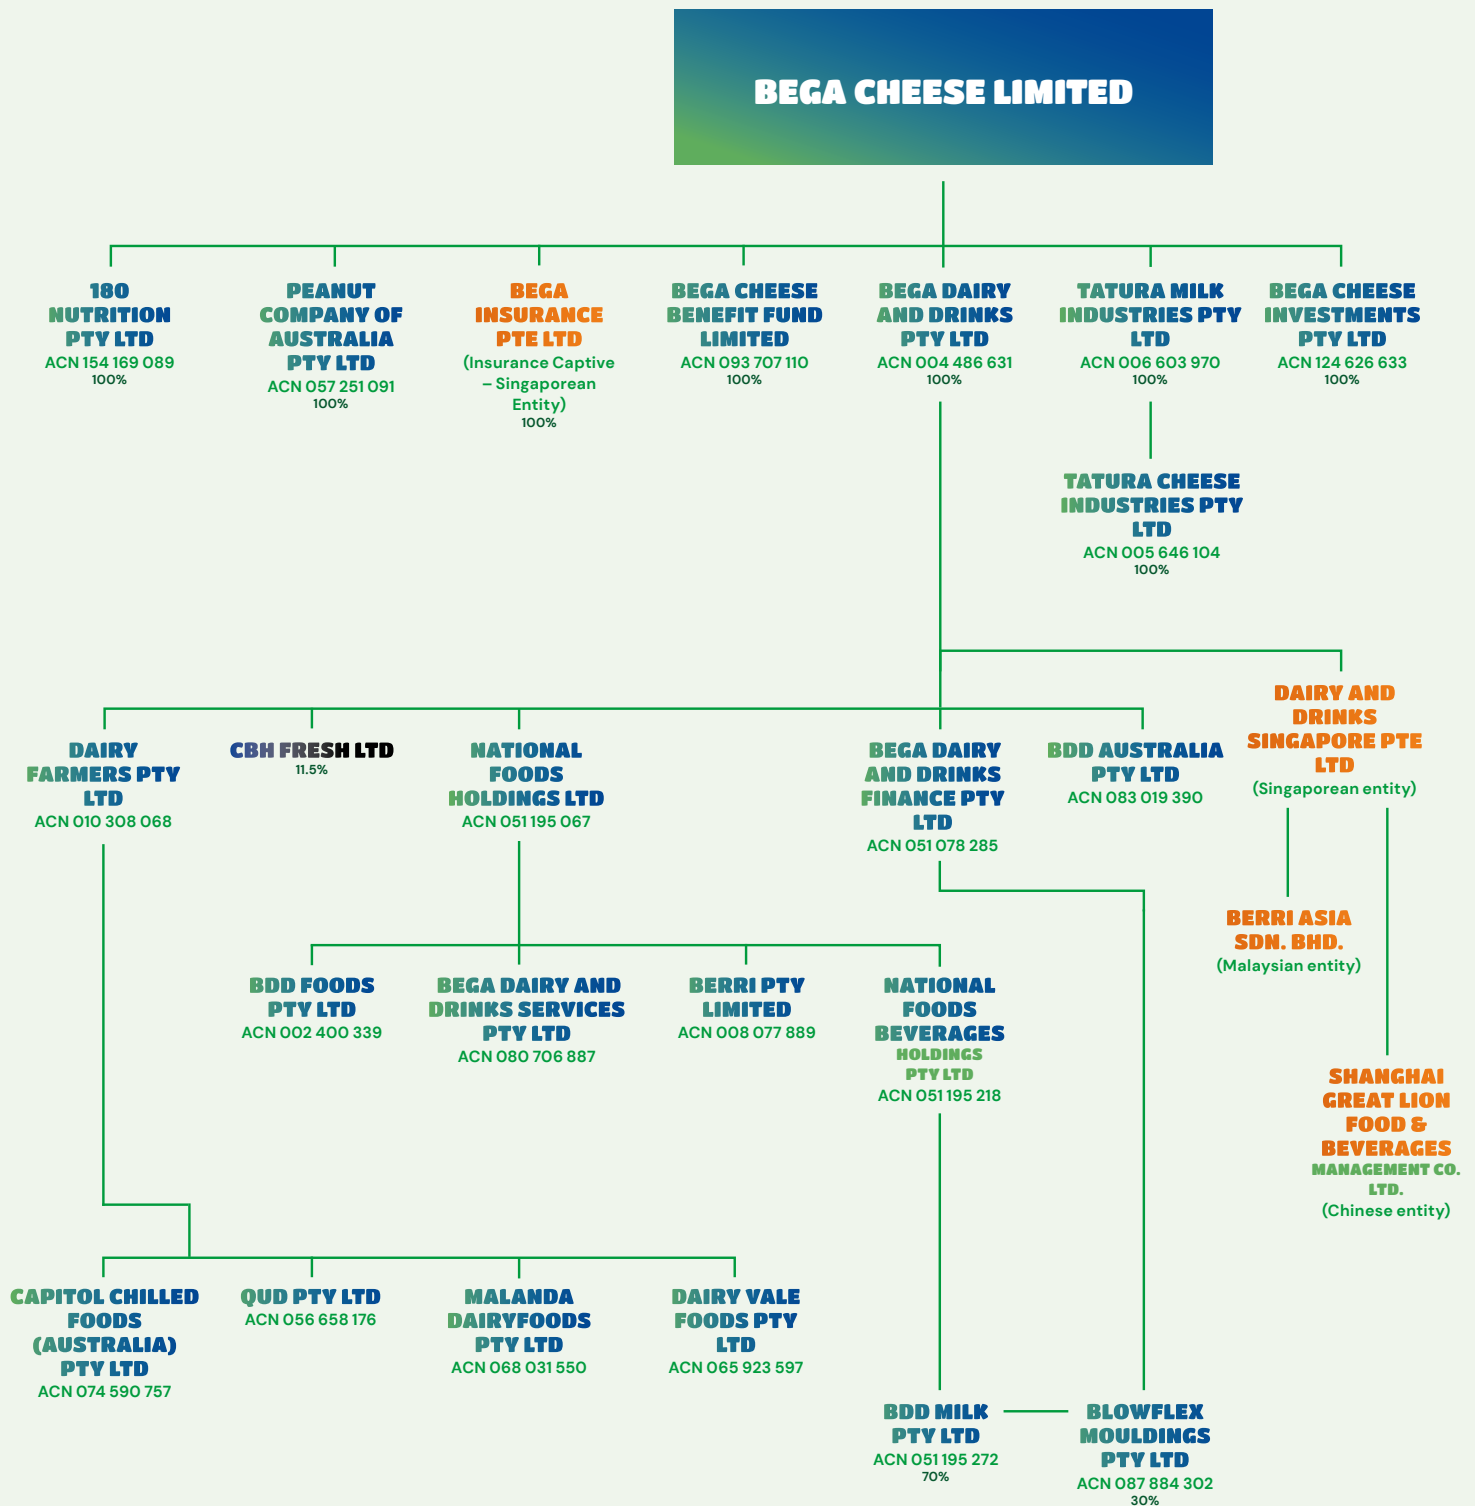 BEGA CHEESE LIMITED
180
NUTRITION
PTY LTD
ACN 154 169 089
100%
PEANUT
COMPANY OF
AUSTRALIA
PTY LTD
ACN 057 251 091
100%
BEGA
INSURANCE
PTE LTD
(Insurance Captive
– Singaporean
Entity)
100%
BEGA CHEESE
BENEFIT FUND
LIMITED
ACN 093 707 110
100%
BEGA DAIRY
AND DRINKS
PTY LTD
ACN 004 486 631
100%
TATURA MILK
INDUSTRIES PTY
LTD
ACN 006 603 970
100%
BEGA CHEESE
INVESTMENTS
PTY LTD
ACN 124 626 633
100%
TATURA CHEESE
INDUSTRIES PTY
LTD
ACN 005 646 104
100%
DAIRY AND
DRINKS
SINGAPORE PTE
LTD
(Singaporean entity)
DAIRY
FARMERS PTY
LTD
ACN 010 308 068
CBH FRESH LTD
11.5%
NATIONAL
FOODS
HOLDINGS LTD
ACN 051 195 067
BEGA DAIRY
AND DRINKS
FINANCE PTY
LTD
ACN 051 078 285
BDD AUSTRALIA
PTY LTD
ACN 083 019 390
BERRI ASIA
SDN. BHD.
(Malaysian entity)
BDD FOODS
PTY LTD
ACN 002 400 339
BEGA DAIRY AND
DRINKS SERVICES
PTY LTD
ACN 080 706 887
BERRI PTY
LIMITED
ACN 008 077 889
NATIONAL
FOODS
BEVERAGES
HOLDINGS
PTY LTD
ACN 051 195 218
SHANGHAI
GREAT LION
FOOD &
BEVERAGES
MANAGEMENT CO.
LTD.
(Chinese entity)
CAPITOL CHILLED
FOODS
(AUSTRALIA)
PTY LTD
ACN 074 590 757
QUD PTY LTD
ACN 056 658 176
MALANDA
DAIRYFOODS
PTY LTD
ACN 068 031 550
DAIRY VALE
FOODS PTY
LTD
ACN 065 923 597
BDD MILK
PTY LTD
ACN 051 195 272
70%
BLOWFLEX
MOULDINGS
PTY LTD
ACN 087 884 302
30%